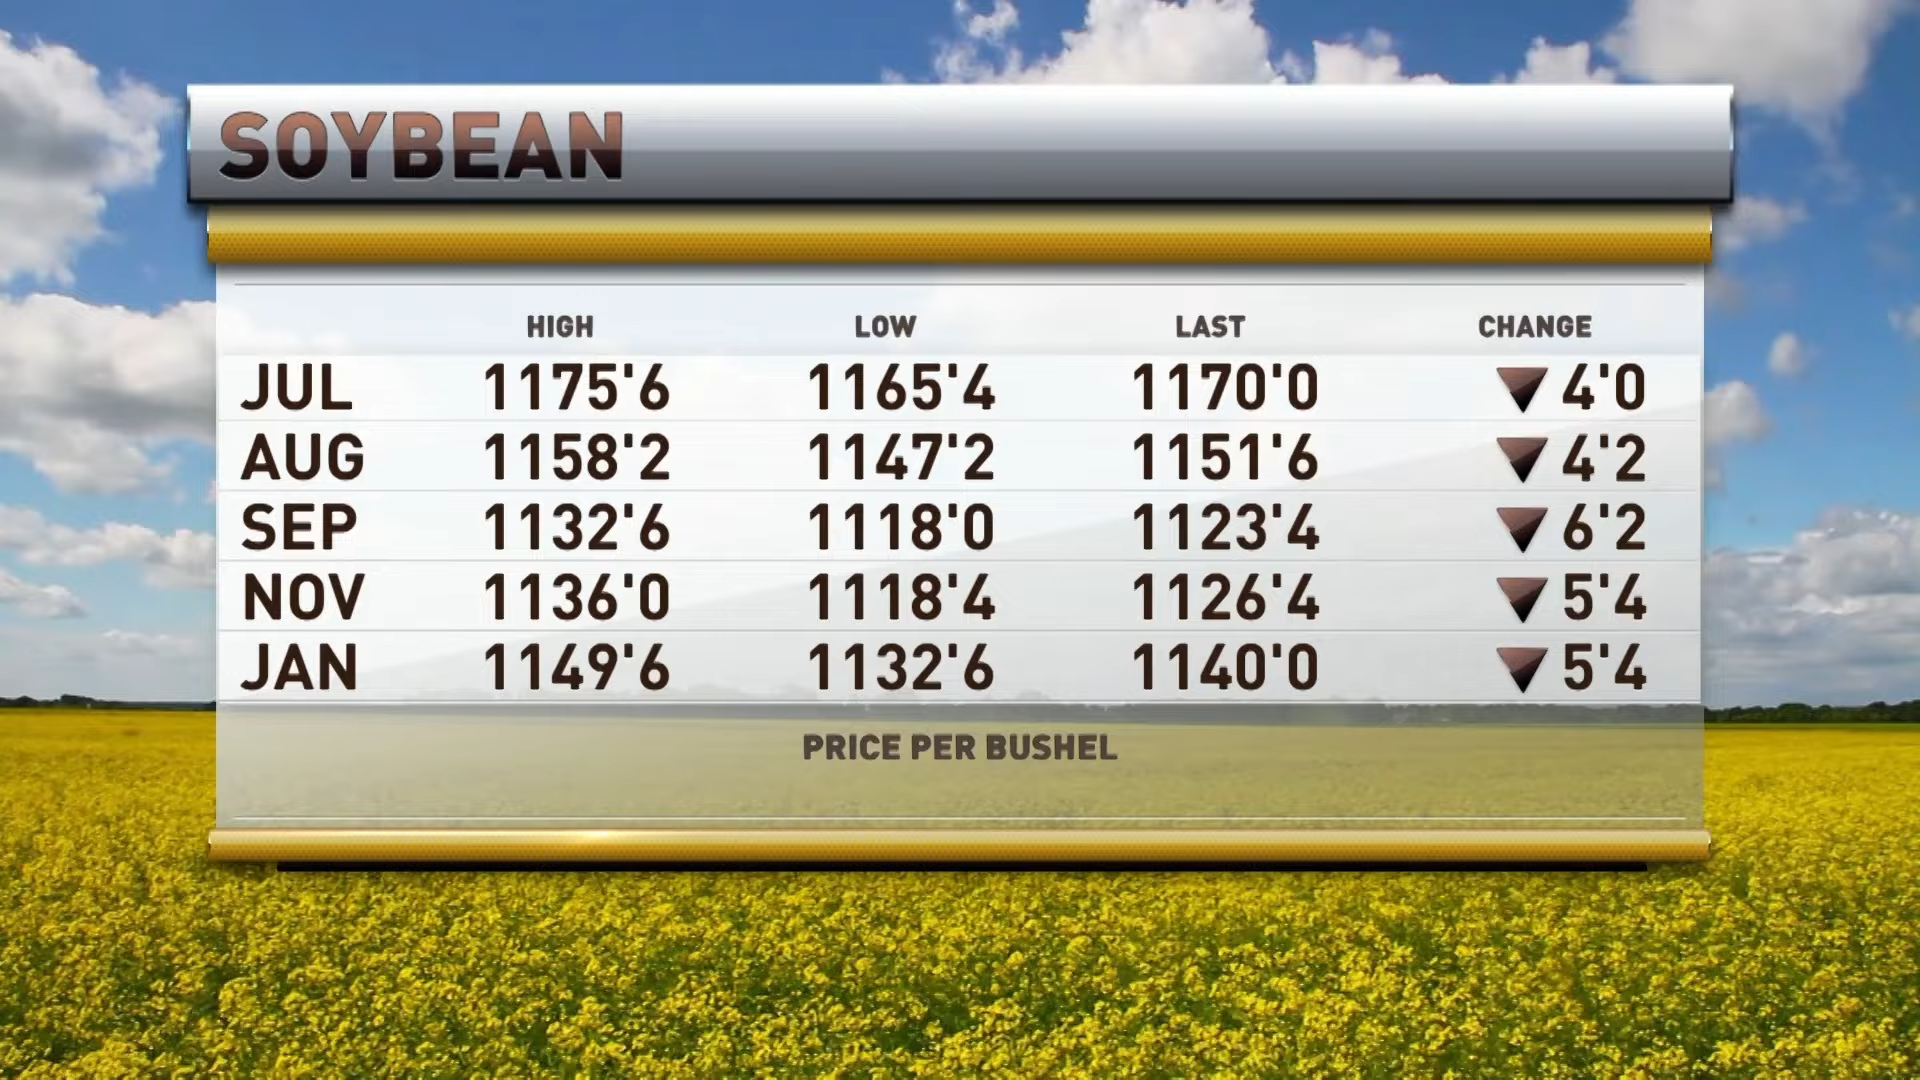 SOYBEAN
HIGH LOW LAST CHANGE
JUL 1175'6 1165'4 1170'0 ▼ 4'0
AUG 1158'2 1147'2 1151'6 ▼ 4'2
SEP 1132'6 1118'0 1123'4 ▼ 6'2
NOV 1136'0 1118'4 1126'4 ▼ 5'4
JAN 1149'6 1132'6 1140'0 ▼ 5'4
PRICE PER BUSHEL